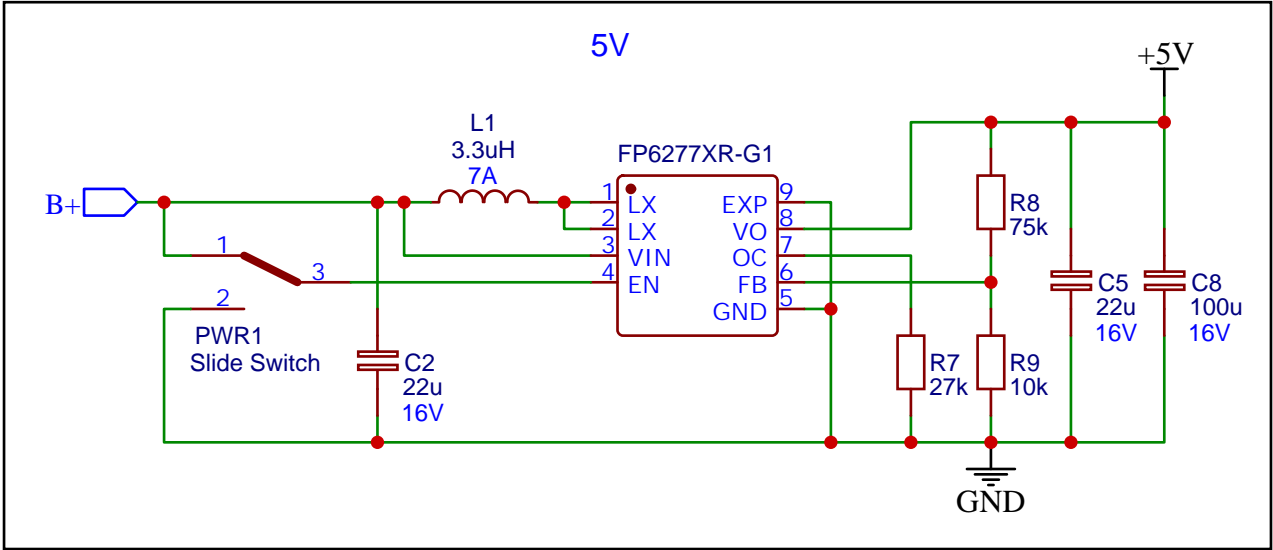 5V
+5V
L1
3.3uH
7A
FP6277XR-G1
B+
1
LX
2
LX
3
VIN
4
EN
9
EXP
8
VO
7
OC
6
FB
5
GND
1
3
2
PWR1
Slide Switch
C2
22u
16V
R8
75k
R7
27k
R9
10k
C5
22u
16V
C8
100u
16V
GND